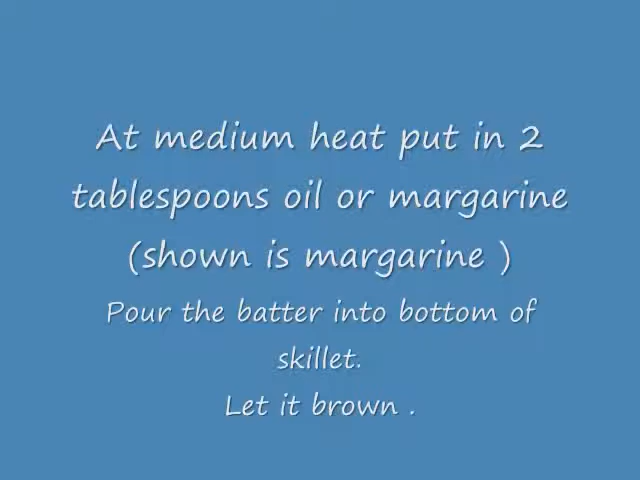 At medium heat put in 2
tablespoons oil or margarine
(shown is margarine )
Pour the batter into bottom of
skillet.
Let it brown .